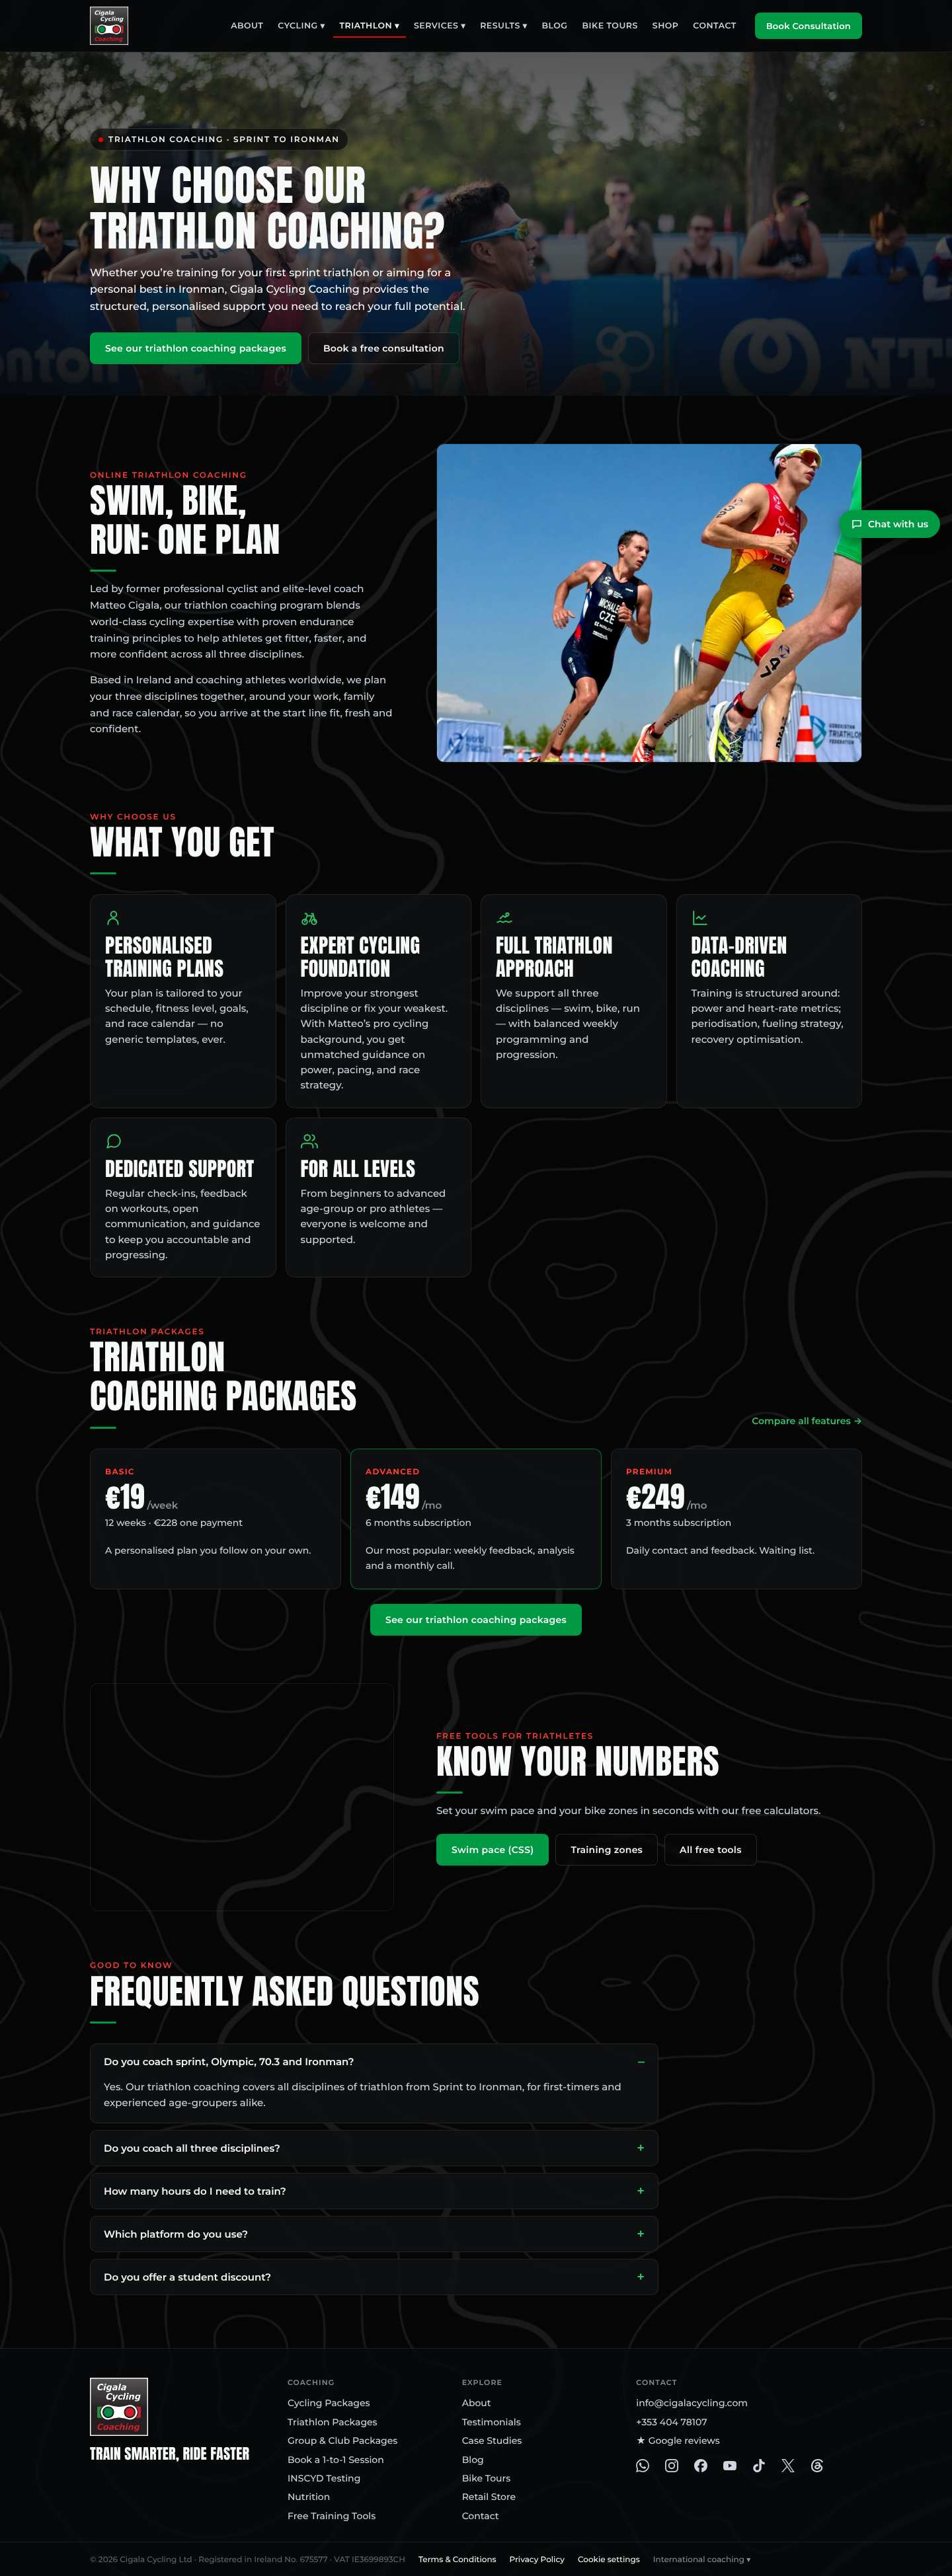 Cigala
Cycling
Coaching
ABOUT CYCLING ▾ TRIATHLON ▾ SERVICES ▾ RESULTS ▾ BLOG BIKE TOURS SHOP CONTACT Book Consultation
TRIATHLON COACHING · SPRINT TO IRONMAN
WHY CHOOSE OUR
TRIATHLON COACHING?
Whether you're training for your first sprint triathlon or aiming for a
personal best in Ironman, Cigala Cycling Coaching provides the
structured, personalised support you need to reach your full potential.
See our triathlon coaching packages Book a free consultation
ONLINE TRIATHLON COACHING
SWIM, BIKE,
RUN: ONE PLAN
Led by former professional cyclist and elite-level coach
Matteo Cigala, our triathlon coaching program blends
world-class cycling expertise with proven endurance
training principles to help athletes get fitter, faster, and
more confident across all three disciplines.
Based in Ireland and coaching athletes worldwide, we plan
your three disciplines together, around your work, family
and race calendar, so you arrive at the start line fit, fresh and
confident.
CZE
Chat with us
WHY CHOOSE US
WHAT YOU GET
PERSONALISED
TRAINING PLANS
Your plan is tailored to your
schedule, fitness level, goals,
and race calendar — no
generic templates, ever.
EXPERT CYCLING
FOUNDATION
Improve your strongest
discipline or fix your weakest.
With Matteo's pro cycling
background, you get
unmatched guidance on
power, pacing, and race
strategy.
FULL TRIATHLON
APPROACH
We support all three
disciplines — swim, bike, run
— with balanced weekly
programming and
progression.
DATA-DRIVEN
COACHING
Training is structured around:
power and heart-rate metrics;
periodisation, fueling strategy,
recovery optimisation.
DEDICATED SUPPORT
Regular check-ins, feedback
on workouts, open
communication, and guidance
to keep you accountable and
progressing.
FOR ALL LEVELS
From beginners to advanced
age-group or pro athletes —
everyone is welcome and
supported.
TRIATHLON PACKAGES
TRIATHLON
COACHING PACKAGES
Compare all features →
BASIC
€19 /week
12 weeks · €228 one payment
A personalised plan you follow on your own.
ADVANCED
€149 /mo
6 months subscription
Our most popular: weekly feedback, analysis
and a monthly call.
PREMIUM
€249 /mo
3 months subscription
Daily contact and feedback. Waiting list.
See our triathlon coaching packages
FREE TOOLS FOR TRIATHLETES
KNOW YOUR NUMBERS
Set your swim pace and your bike zones in seconds with our free calculators.
Swim pace (CSS) Training zones All free tools
GOOD TO KNOW
FREQUENTLY ASKED QUESTIONS
Do you coach sprint, Olympic, 70.3 and Ironman? –
Yes. Our triathlon coaching covers all disciplines of triathlon from Sprint to Ironman, for first-timers and
experienced age-groupers alike.
Do you coach all three disciplines? +
How many hours do I need to train? +
Which platform do you use? +
Do you offer a student discount? +
Cigala
Cycling
Coaching
TRAIN SMARTER, RIDE FASTER
COACHING
Cycling Packages
Triathlon Packages
Group & Club Packages
Book a 1-to-1 Session
INSCYD Testing
Nutrition
Free Training Tools
EXPLORE
About
Testimonials
Case Studies
Blog
Bike Tours
Retail Store
Contact
CONTACT
info@cigalacycling.com
+353 404 78107
★ Google reviews
© 2026 Cigala Cycling Ltd · Registered in Ireland No. 675577 · VAT IE3699893CH Terms & Conditions Privacy Policy Cookie settings International coaching ▾